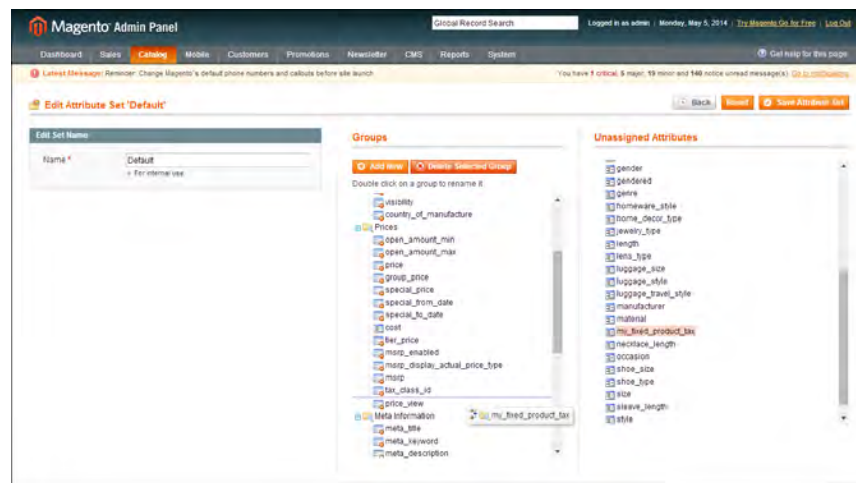 Magento Admin Panel
Global Record Search
Logged in as admin | Monday, May 5, 2014 | Try Magento Go for Free | Log Out
Dashboard Sales Catalog Mobile Customers Promotions Newsletter CMS Reports System
Get help for this page
Latest Message: Reminder: Change Magento's default phone numbers and callouts before site launch
You have 1 critical, 5 major, 19 minor and 140 notice unread message(s). Go to notifications
Edit Attribute Set 'Default'
Back Reset Save Attribute Set
Edit Set Name
Name *
Default
For internal use
Groups
Add New Delete Selected Group
Double click on a group to rename it
visibility
country_of_manufacture
Prices
open_amount_min
open_amount_max
price
group_price
special_price
special_from_date
special_to_date
cost
tier_price
msrp_enabled
msrp_display_actual_price_type
msrp
tax_class_id
price_view
Meta Information
my_fixed_product_tax
meta_title
meta_keyword
meta_description
Unassigned Attributes
gender
gendered
genre
homeware_style
home_decor_type
jewelry_type
length
lens_type
luggage_size
luggage_style
luggage_travel_style
manufacturer
material
my_fixed_product_tax
necklace_length
occasion
shoe_size
shoe_type
size
sleeve_length
style